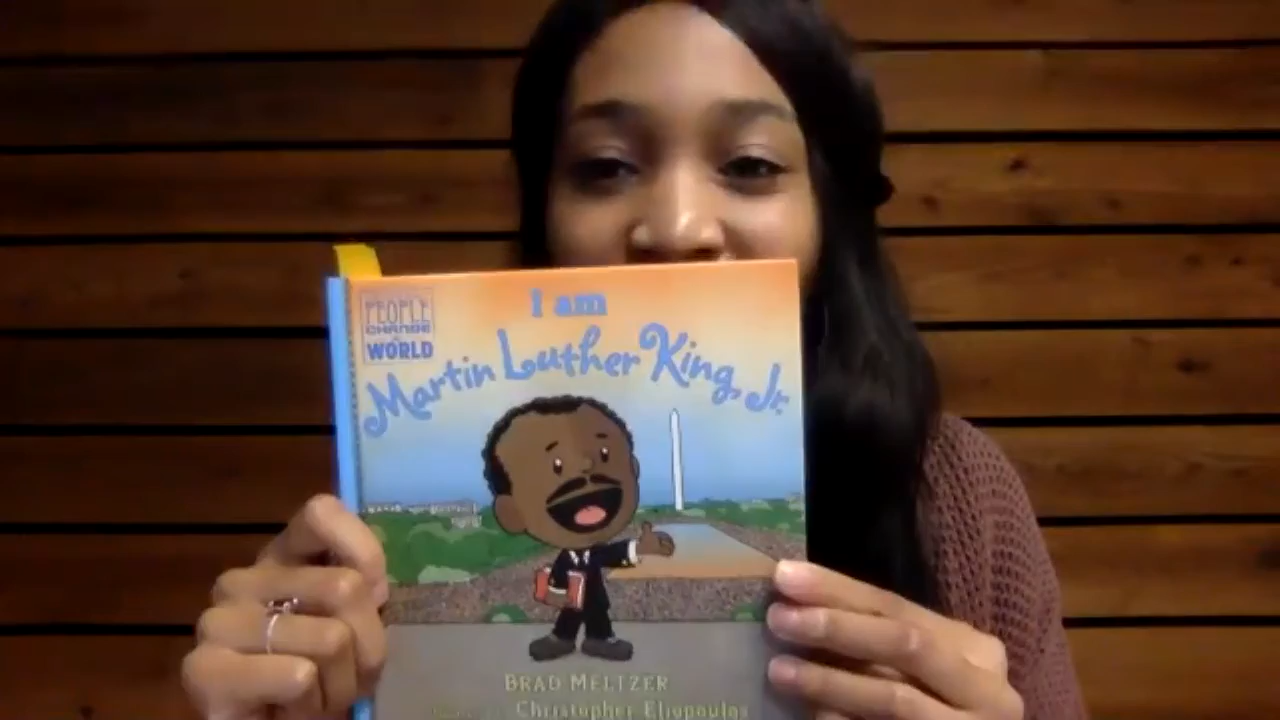 I am
PEOPLE
CHANGE
WORLD
Martin Luther King, Jr.
BRAD MELTZER
Christopher Eliopoulos